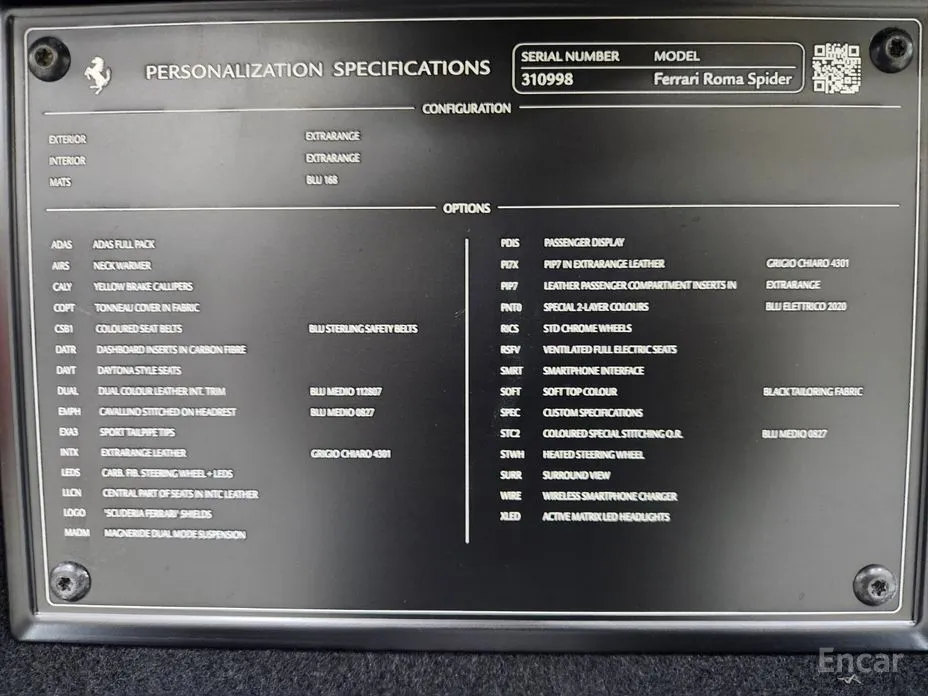 PERSONALIZATION SPECIFICATIONS
SERIAL NUMBER MODEL
310998 Ferrari Roma Spider
CONFIGURATION
EXTERIOR EXTRARANGE
INTERIOR EXTRARANGE
MATS BLU 168
OPTIONS
ADAS ADAS FULL PACK
AIRS NECK WARMER
CALY YELLOW BRAKE CALLIPERS
COPT TONNEAU COVER IN FABRIC
CSB1 COLOURED SEAT BELTS BLU STERLING SAFETY BELTS
DATR DASHBOARD INSERTS IN CARBON FIBRE
DAYT DAYTONA STYLE SEATS
DUAL DUAL COLOUR LEATHER INT. TRIM BLU MEDIO 112807
EMPH CAVALLINO STITCHED ON HEADREST BLU MEDIO 0827
EXA3 SPORT TAILPIPE TIPS
INTX EXTRARANGE LEATHER GRIGIO CHIARO 4301
LEDS CARB. FIB. STEERING WHEEL + LEDS
LLCN CENTRAL PART OF SEATS IN INTC LEATHER
LOGO "SCUDERIA FERRARI" SHIELDS
MADM MAGNERIDE DUAL MODE SUSPENSION
PDIS PASSENGER DISPLAY
PI7X PIP7 IN EXTRARANGE LEATHER GRIGIO CHIARO 4301
PIP7 LEATHER PASSENGER COMPARTMENT INSERTS IN EXTRARANGE
PNT0 SPECIAL 2-LAYER COLOURS BLU ELETTRICO 2020
RICS STD CHROME WHEELS
RSFV VENTILATED FULL ELECTRIC SEATS
SMRT SMARTPHONE INTERFACE
SOFT SOFT TOP COLOUR BLACK TAILORING FABRIC
SPEC CUSTOM SPECIFICATIONS
STC2 COLOURED SPECIAL STITCHING O.R. BLU MEDIO 0827
STWH HEATED STEERING WHEEL
SURR SURROUND VIEW
WIRE WIRELESS SMARTPHONE CHARGER
XLED ACTIVE MATRIX LED HEADLIGHTS
Encar